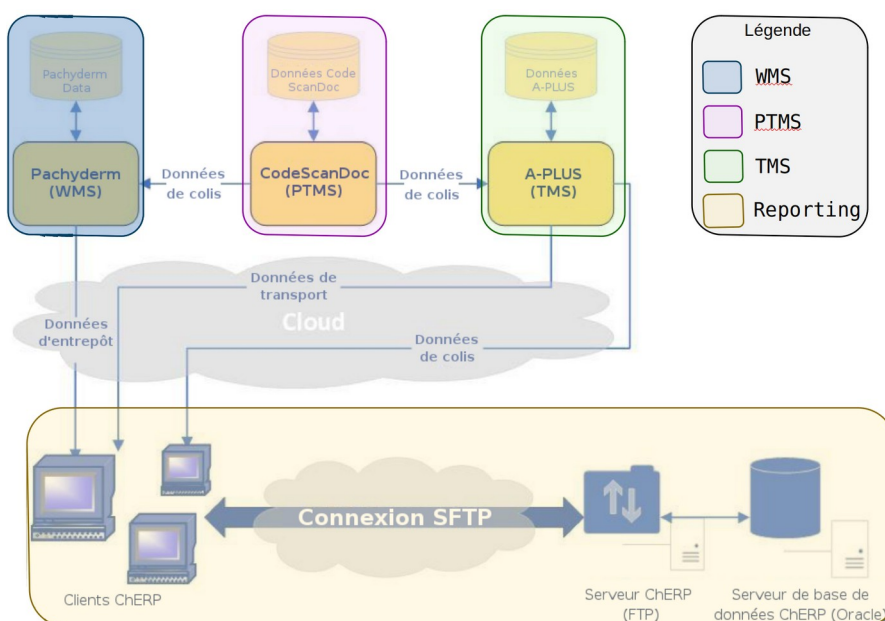 Pachyderm
Data
Données Code
ScanDoc
Données
A-PLUS
Légende
WMS
PTMS
TMS
Reporting
Pachyderm
(WMS)
Données
de colis
CodeScanDoc
(PTMS)
Données
de colis
A-PLUS
(TMS)
Données de
transport
Cloud
Données
d'entrepôt
Données
de colis
Connexion SFTP
Clients ChERP
Serveur ChERP
(FTP)
Serveur de base de
données ChERP (Oracle)